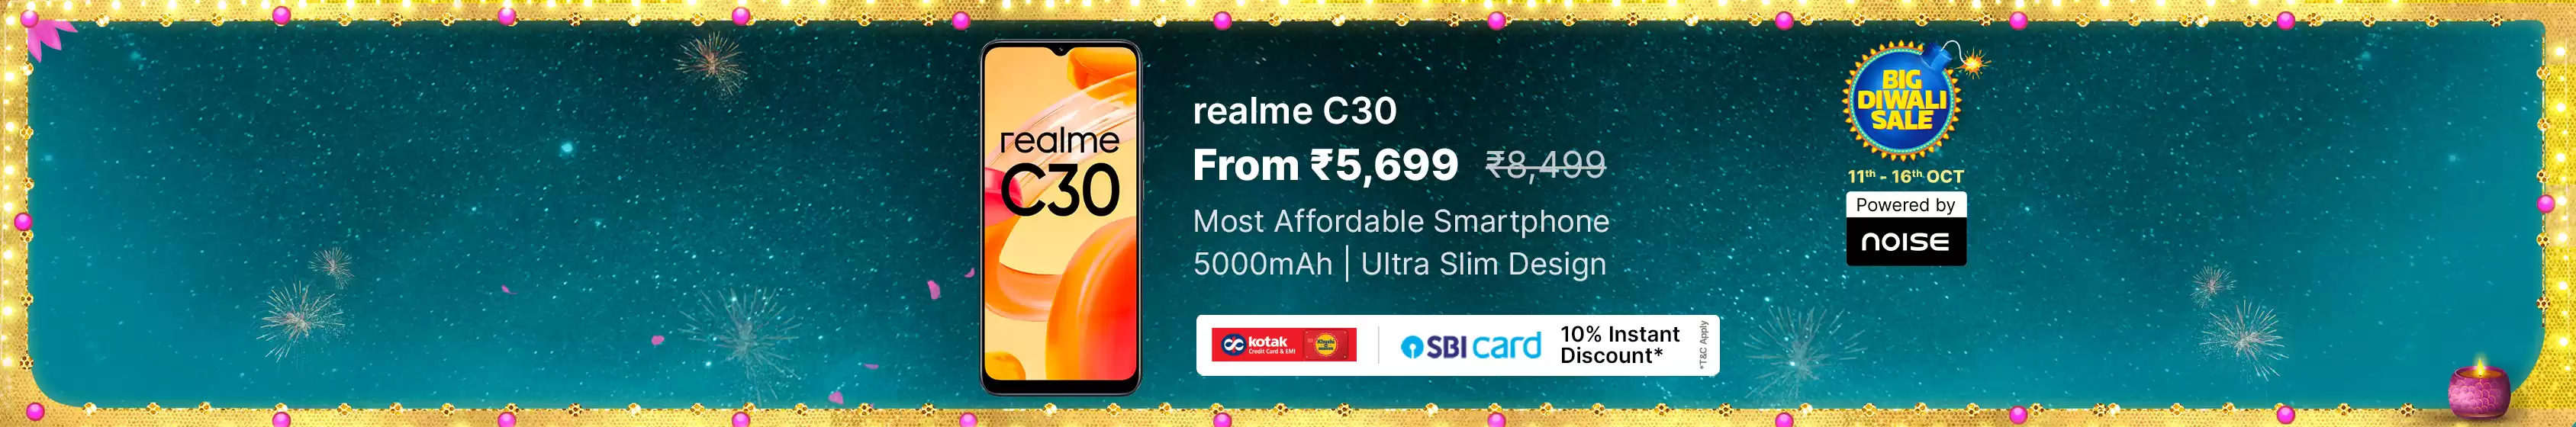 realme
C30
realme C30
From ₹5,699 ₹8,499
Most Affordable Smartphone
5000mAh | Ultra Slim Design
kotak
Credit Card & EMI
SBI card
10% Instant
Discount*
*T&C Apply
BIG
DIWALI
SALE
11th - 16th OCT
Powered by
NOISE